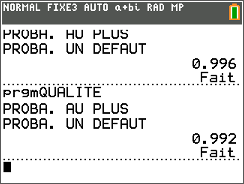 NORMAL FIXE3 AUTO a+bi RAD MP
PROBA. AU PLUS
PROBA. UN DEFAUT
0.996
Fait
prgmQUALITE
PROBA. AU PLUS
PROBA. UN DEFAUT
0.992
Fait